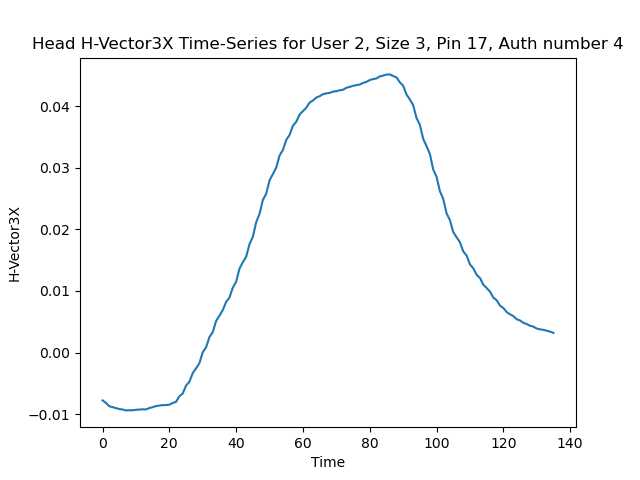 Head H-Vector3X Time-Series for User 2, Size 3, Pin 17, Auth number 4
H-Vector3X
0.04
0.03
0.02
0.01
0.00
−0.01
0 20 40 60 80 100 120 140
Time